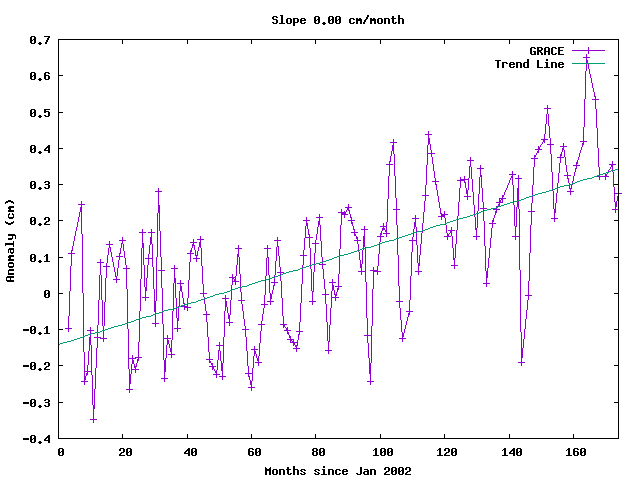 Slope 0.00 cm/month
GRACE
Trend Line
Anomaly (cm)
0.7
0.6
0.5
0.4
0.3
0.2
0.1
0
-0.1
-0.2
-0.3
-0.4
0 20 40 60 80 100 120 140 160
Months since Jan 2002